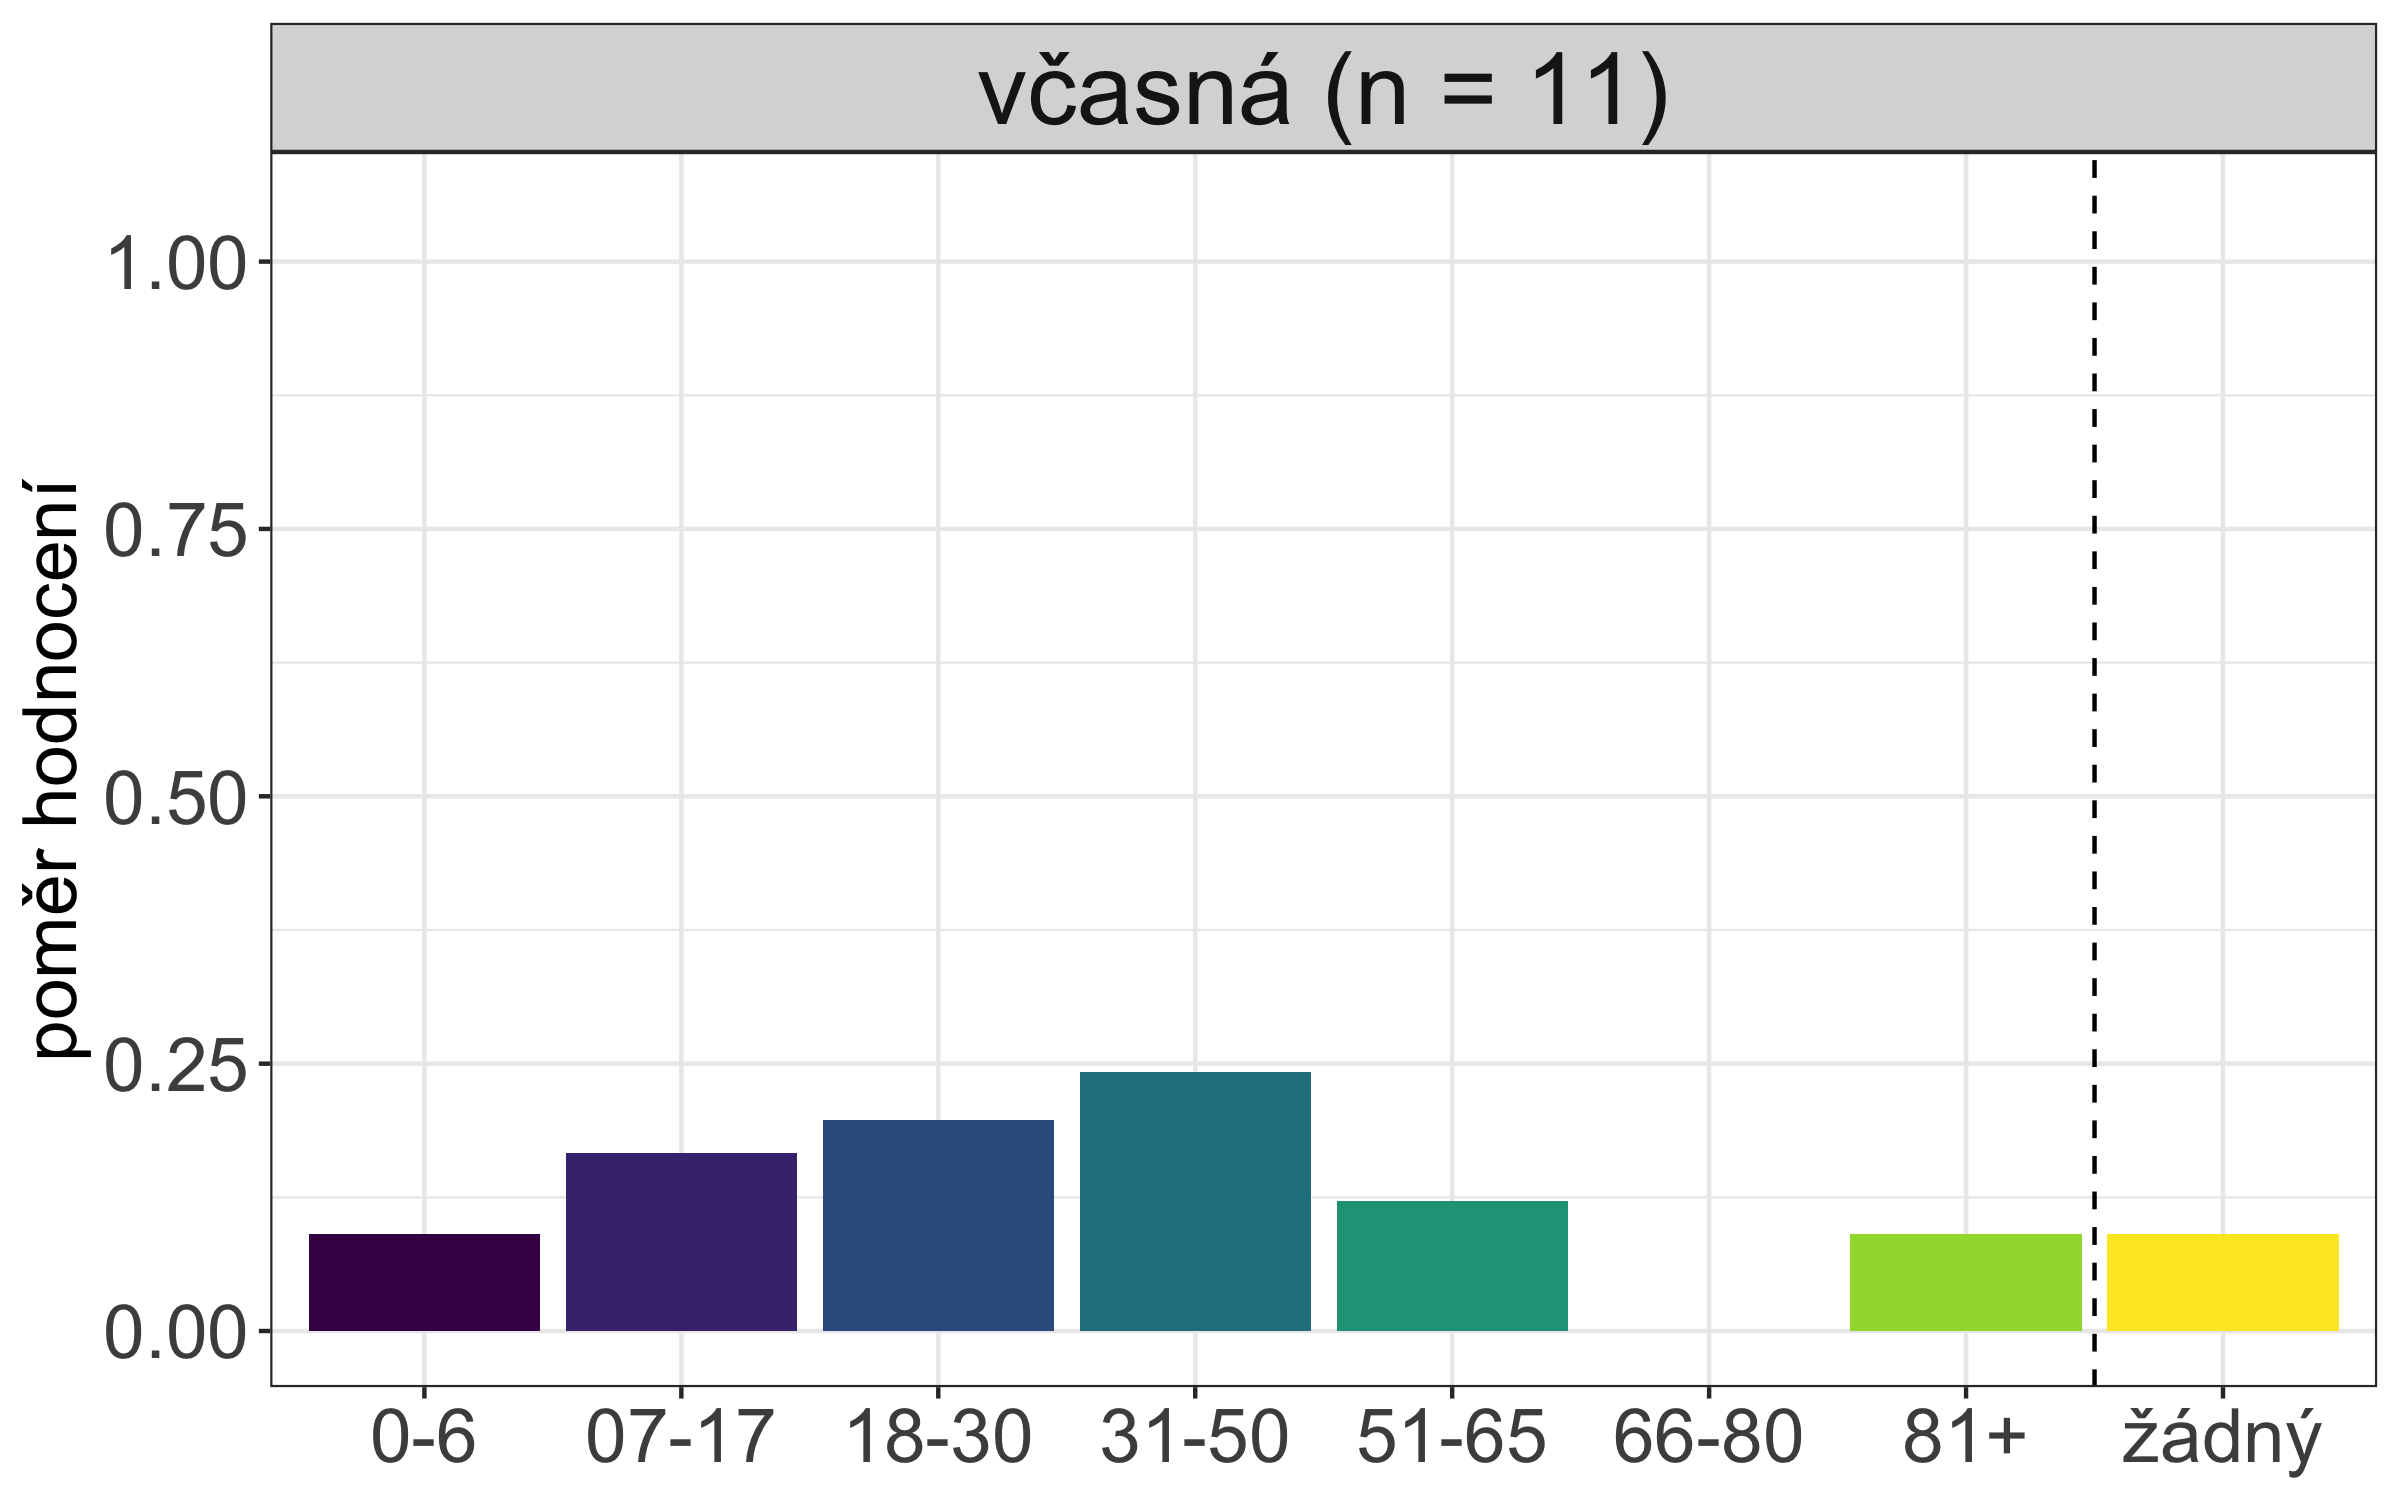 včasná (n = 11)
poměr hodnocení
1.00
0.75
0.50
0.25
0.00
0-6 07-17 18-30 31-50 51-65 66-80 81+ žádný